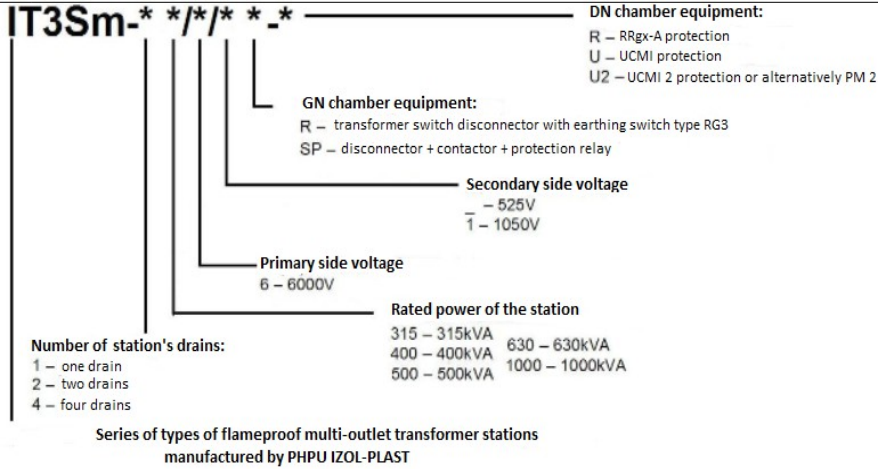 IT3Sm-* */*/* *-*
DN chamber equipment:
R – RRgx-A protection
U – UCMI protection
U2 – UCMI 2 protection or alternatively PM 2
GN chamber equipment:
R – transformer switch disconnector with earthing switch type RG3
SP – disconnector + contactor + protection relay
Secondary side voltage
_ – 525V
1 – 1050V
Primary side voltage
6 – 6000V
Rated power of the station
315 – 315kVA
400 – 400kVA
500 – 500kVA
630 – 630kVA
1000 – 1000kVA
Number of station's drains:
1 – one drain
2 – two drains
4 – four drains
Series of types of flameproof multi-outlet transformer stations
manufactured by PHPU IZOL-PLAST